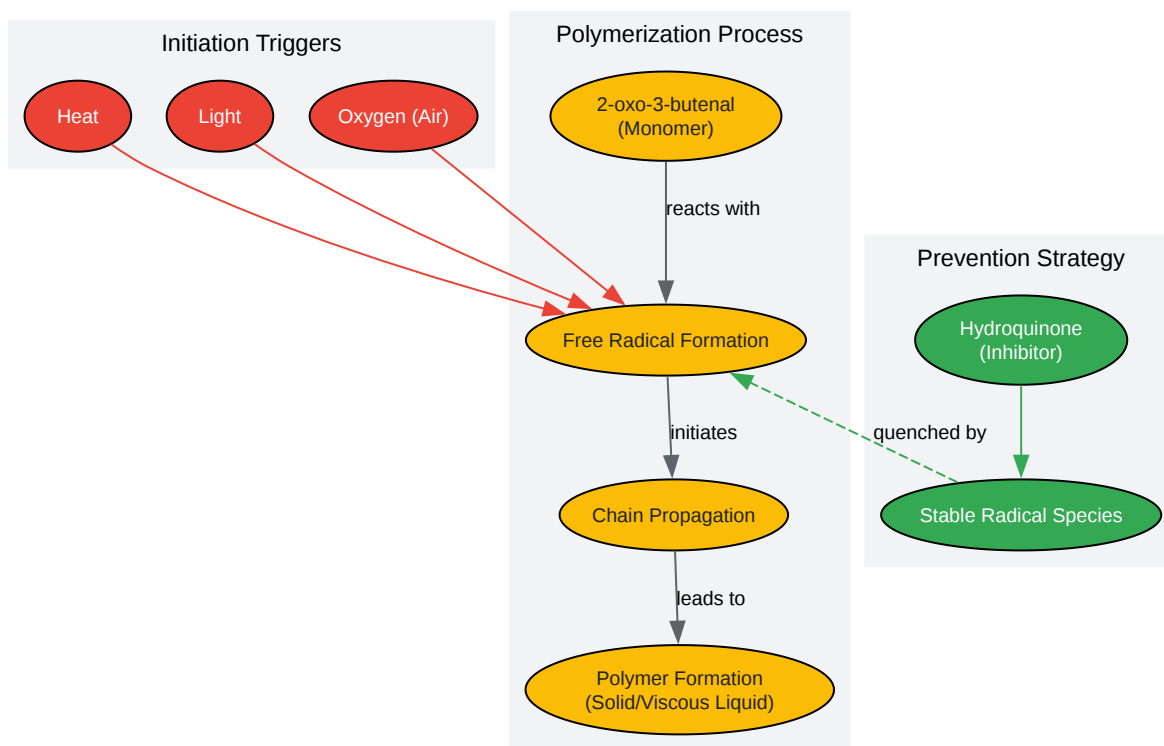 Initiation Triggers
Heat
Light
Oxygen (Air)
Polymerization Process
2-oxo-3-butenal
(Monomer)
reacts with
Free Radical Formation
initiates
Chain Propagation
leads to
Polymer Formation
(Solid/Viscous Liquid)
Prevention Strategy
Hydroquinone
(Inhibitor)
quenched by
Stable Radical Species